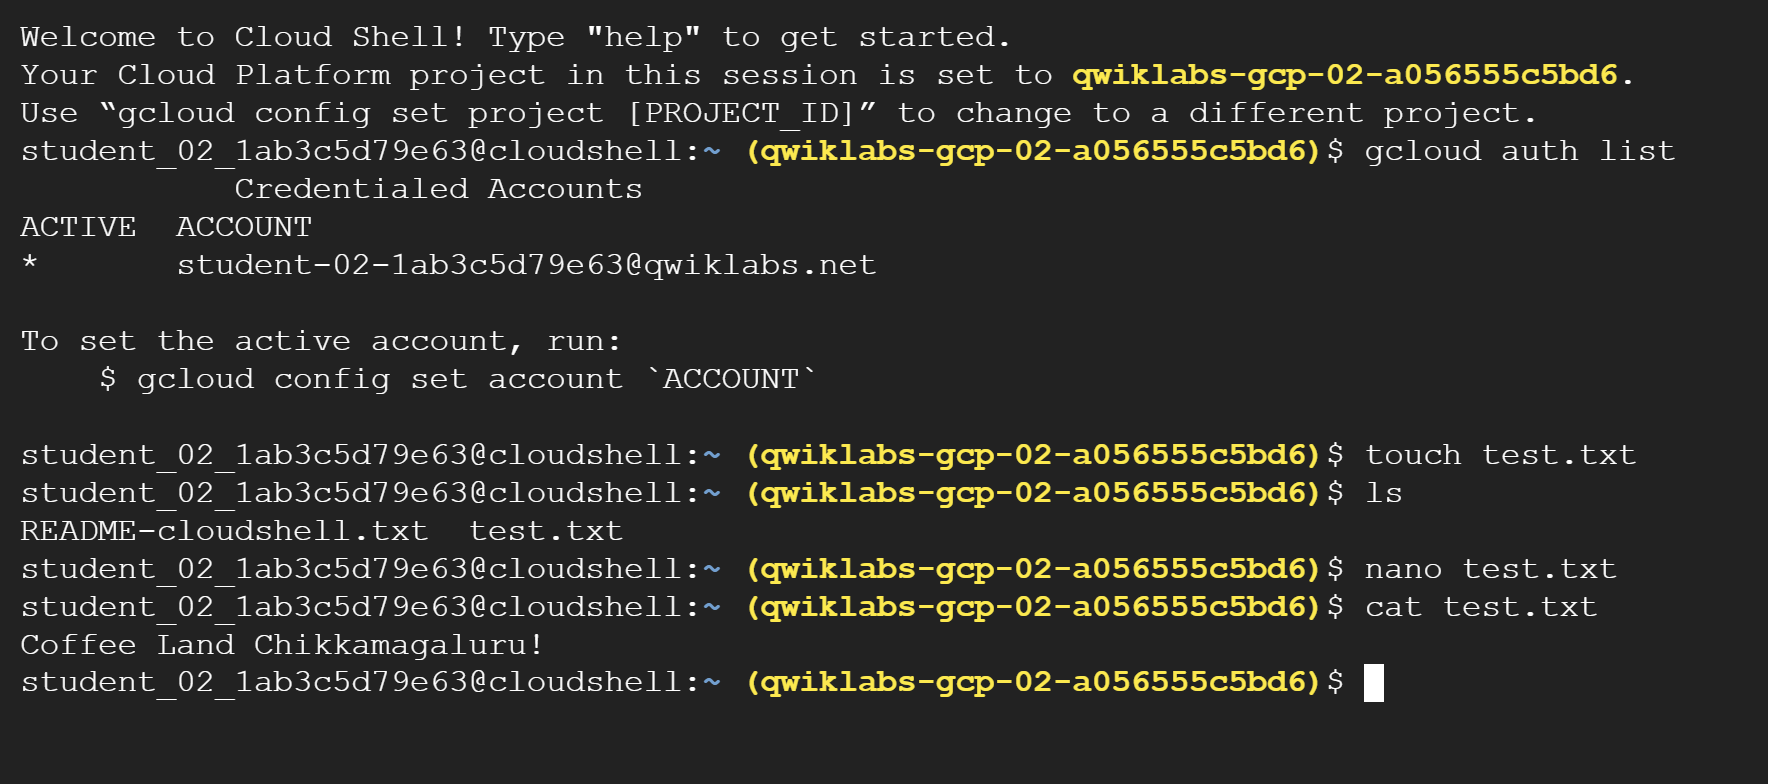 Welcome to Cloud Shell! Type "help" to get started.
Your Cloud Platform project in this session is set to qwiklabs-gcp-02-a056555c5bd6.
Use “gcloud config set project [PROJECT_ID]” to change to a different project.
student_02_1ab3c5d79e63@cloudshell:~ (qwiklabs-gcp-02-a056555c5bd6)$ gcloud auth list
Credentialed Accounts
ACTIVE  ACCOUNT
*       student-02-1ab3c5d79e63@qwiklabs.net
To set the active account, run:
$ gcloud config set account `ACCOUNT`
student_02_1ab3c5d79e63@cloudshell:~ (qwiklabs-gcp-02-a056555c5bd6)$ touch test.txt
student_02_1ab3c5d79e63@cloudshell:~ (qwiklabs-gcp-02-a056555c5bd6)$ ls
README-cloudshell.txt  test.txt
student_02_1ab3c5d79e63@cloudshell:~ (qwiklabs-gcp-02-a056555c5bd6)$ nano test.txt
student_02_1ab3c5d79e63@cloudshell:~ (qwiklabs-gcp-02-a056555c5bd6)$ cat test.txt
Coffee Land Chikkamagaluru!
student_02_1ab3c5d79e63@cloudshell:~ (qwiklabs-gcp-02-a056555c5bd6)$